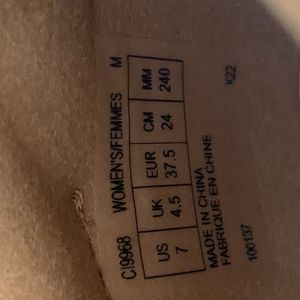 CI9968 WOMEN'S/FEMMES M
US UK EUR CM MM
7 4.5 37.5 24 240
MADE IN CHINA
FABRIQUE EN CHINE
100137 K22